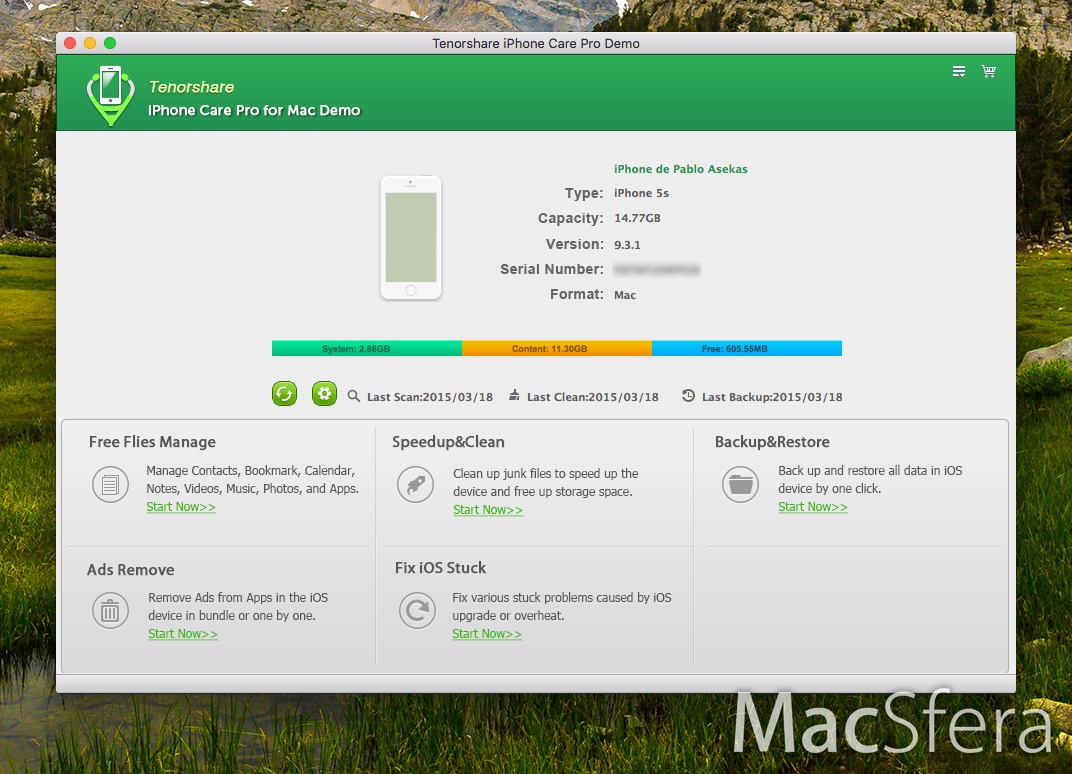 Tenorshare iPhone Care Pro Demo
Tenorshare
iPhone Care Pro for Mac Demo
iPhone de Pablo Asekas
Type: iPhone 5s
Capacity: 14.77GB
Version: 9.3.1
Serial Number:
Format: Mac
System: 2.88GB Content: 11.30GB Free: 605.55MB
Last Scan:2015/03/18 Last Clean:2015/03/18 Last Backup:2015/03/18
Free Flies Manage
Manage Contacts, Bookmark, Calendar,
Notes, Videos, Music, Photos, and Apps.
Start Now>>
Speedup&Clean
Clean up junk files to speed up the
device and free up storage space.
Start Now>>
Backup&Restore
Back up and restore all data in iOS
device by one click.
Start Now>>
Ads Remove
Remove Ads from Apps in the iOS
device in bundle or one by one.
Start Now>>
Fix iOS Stuck
Fix various stuck problems caused by iOS
upgrade or overheat.
Start Now>>
MacSfera